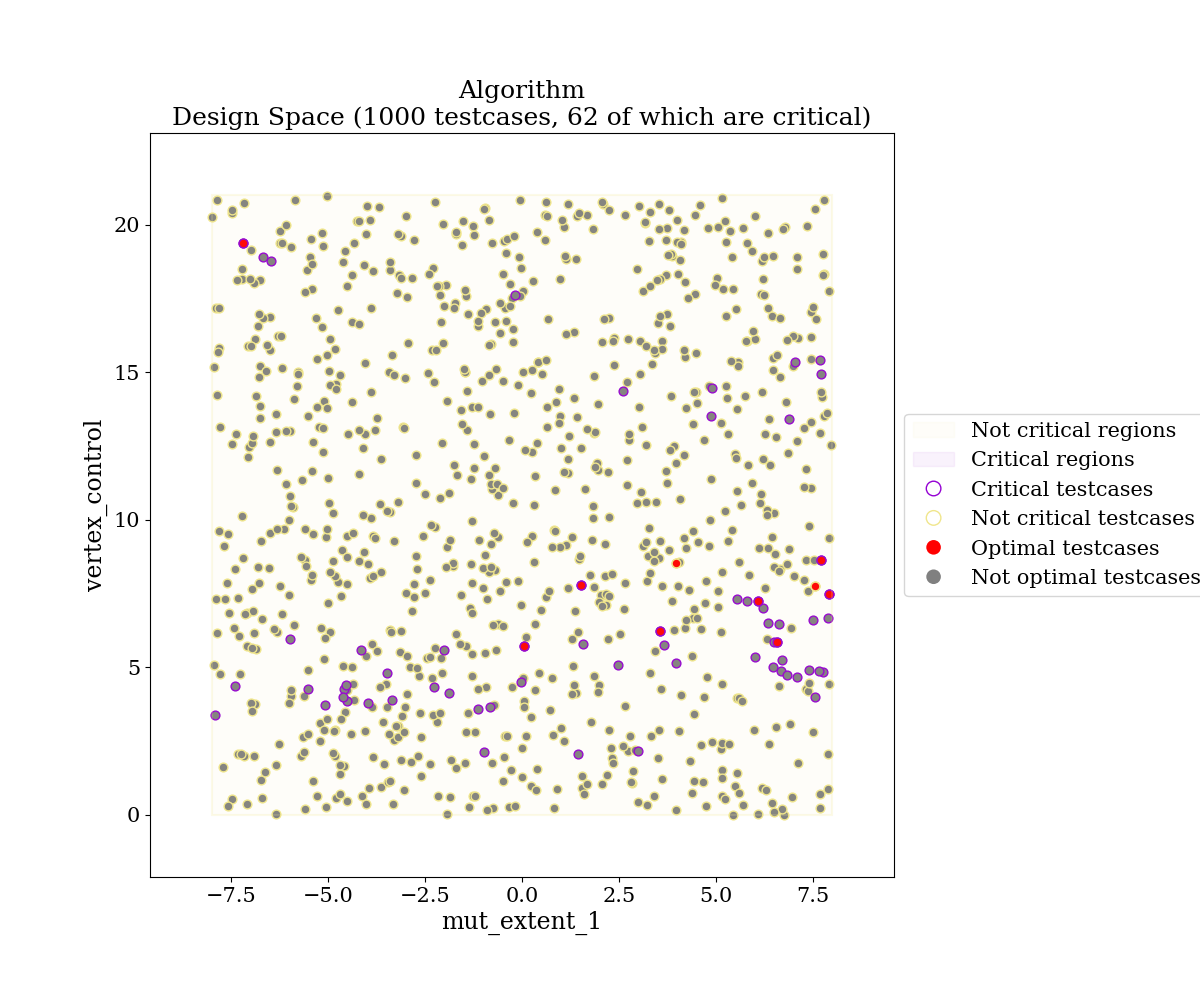 Algorithm
Design Space (1000 testcases, 62 of which are critical)
vertex_control
20
15
10
5
0
−7.5
−5.0
−2.5
0.0
2.5
5.0
7.5
mut_extent_1
Not critical regions
Critical regions
Critical testcases
Not critical testcases
Optimal testcases
Not optimal testcases